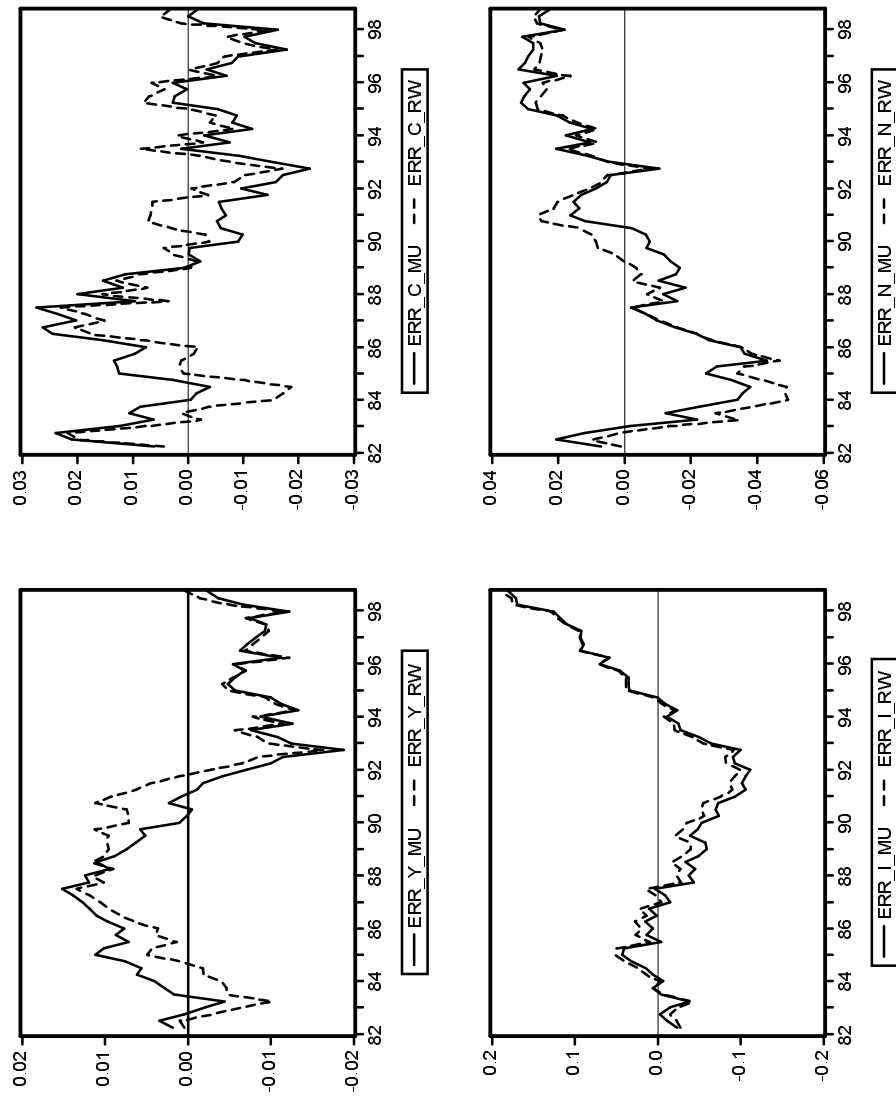 0.02
0.01
0.00
-0.01
-0.02
82 84 86 88 90 92 94 96 98
ERR_Y_MU ERR_Y_RW
0.03
0.02
0.01
0.00
-0.01
-0.02
-0.03
82 84 86 88 90 92 94 96 98
ERR_C_MU ERR_C_RW
0.2
0.1
0.0
-0.1
-0.2
82 84 86 88 90 92 94 96 98
ERR_I_MU ERR_I_RW
0.04
0.02
0.00
-0.02
-0.04
-0.06
82 84 86 88 90 92 94 96 98
ERR_N_MU ERR_N_RW